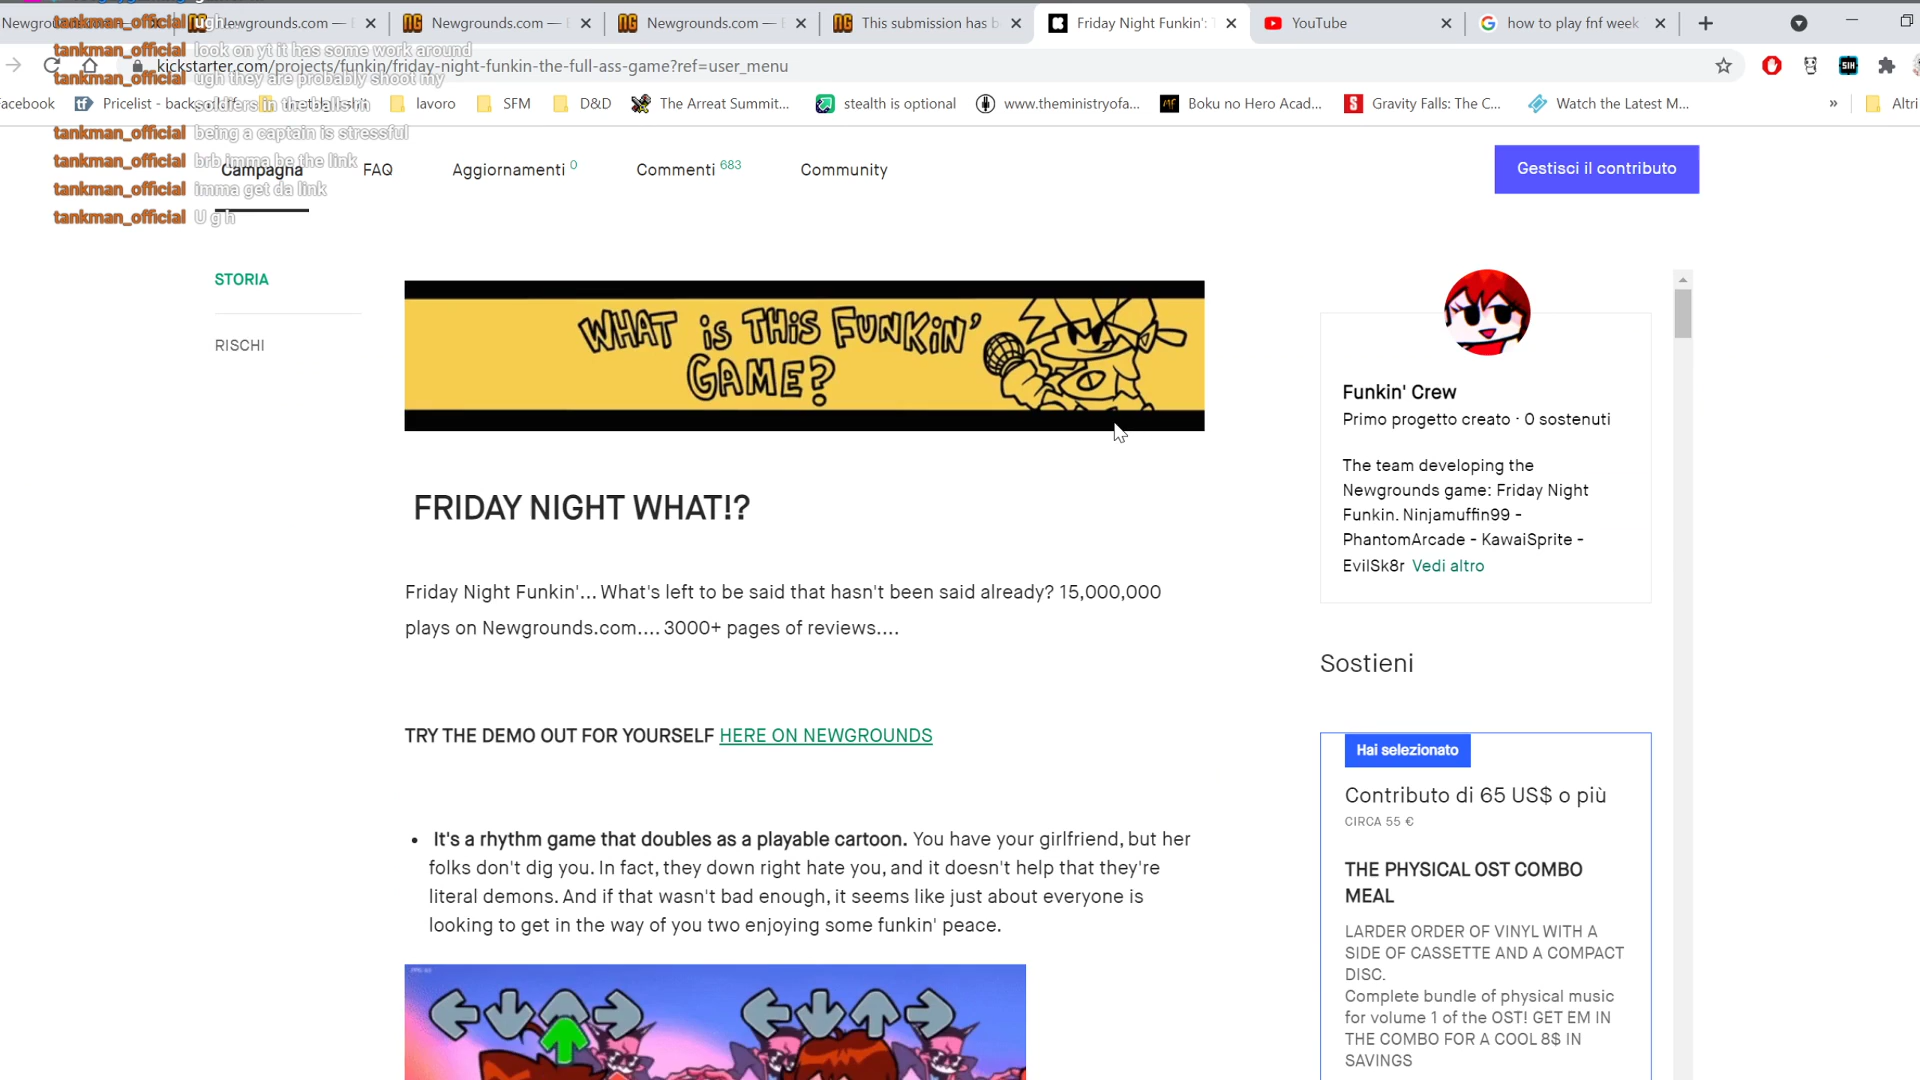 Newgrounds.com — E
Newgrounds.com — E
Newgrounds.com — E
This submission has b
Friday Night Funkin': T
YouTube
how to play fnf week
kickstarter.com/projects/funkin/friday-night-funkin-the-full-ass-game?ref=user_menu
acebook
Pricelist - backpack.tf
lavoro
SFM
D&D
The Arreat Summit...
stealth is optional
www.theministryofa...
Boku no Hero Acad...
Gravity Falls: The C...
Watch the Latest M...
»
Altri
tankman_official ugh
tankman_official look on yt it has some work around
tankman_official ugh they are probably shoot my
soldiers in the balls rn
tankman_official being a captain is stressful
tankman_official brb imma be the link
tankman_official imma get da link
tankman_official U g h
Campagna
FAQ
Aggiornamenti 0
Commenti 683
Community
Gestisci il contributo
STORIA
RISCHI
WHAT is THIS FUNKiN'
GAME?
FRIDAY NIGHT WHAT!?
Friday Night Funkin'... What's left to be said that hasn't been said already? 15,000,000
plays on Newgrounds.com.... 3000+ pages of reviews....
TRY THE DEMO OUT FOR YOURSELF HERE ON NEWGROUNDS
• It's a rhythm game that doubles as a playable cartoon. You have your girlfriend, but her
folks don't dig you. In fact, they down right hate you, and it doesn't help that they're
literal demons. And if that wasn't bad enough, it seems like just about everyone is
looking to get in the way of you two enjoying some funkin' peace.
Funkin' Crew
Primo progetto creato · 0 sostenuti
The team developing the
Newgrounds game: Friday Night
Funkin. Ninjamuffin99 -
PhantomArcade - KawaiSprite -
EvilSk8r Vedi altro
Sostieni
Hai selezionato
Contributo di 65 US$ o più
CIRCA 55 €
THE PHYSICAL OST COMBO
MEAL
LARDER ORDER OF VINYL WITH A
SIDE OF CASSETTE AND A COMPACT
DISC.
Complete bundle of physical music
for volume 1 of the OST! GET EM IN
THE COMBO FOR A COOL 8$ IN
SAVINGS